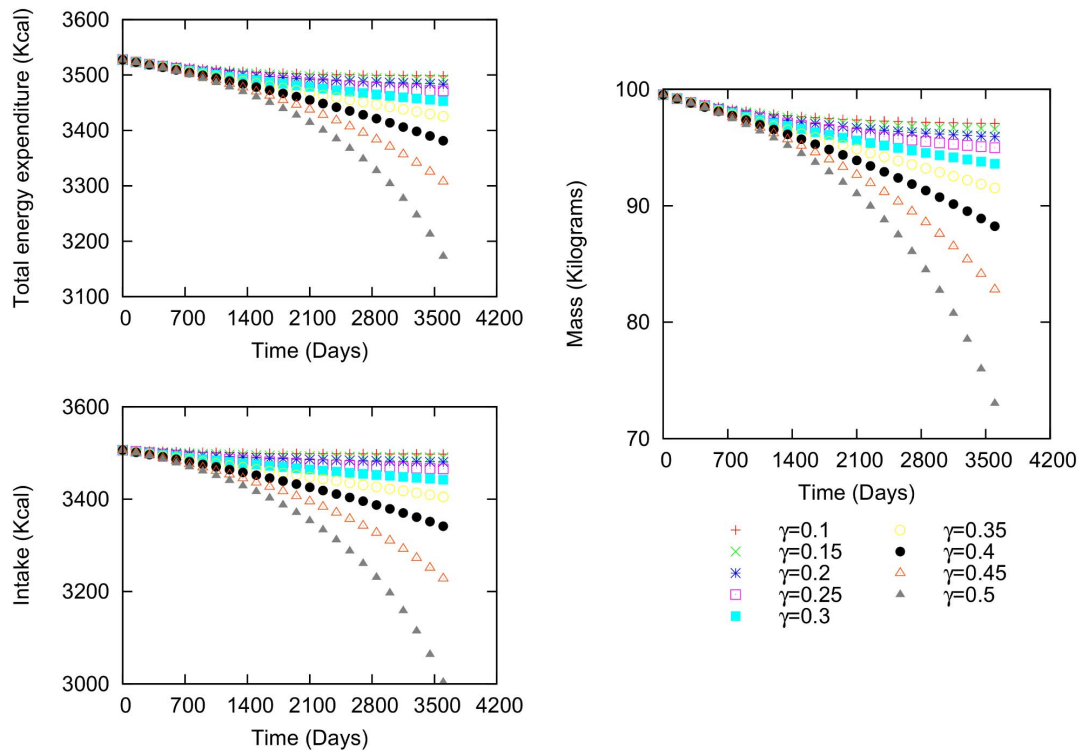 3600
3500
3400
3300
3200
3100
Total energy expenditure (Kcal)
0 700 1400 2100 2800 3500 4200
Time (Days)
3600
3400
3200
3000
Intake (Kcal)
0 700 1400 2100 2800 3500 4200
Time (Days)
100
90
80
70
Mass (Kilograms)
0 700 1400 2100 2800 3500 4200
Time (Days)
γ=0.1
γ=0.15
γ=0.2
γ=0.25
γ=0.3
γ=0.35
γ=0.4
γ=0.45
γ=0.5